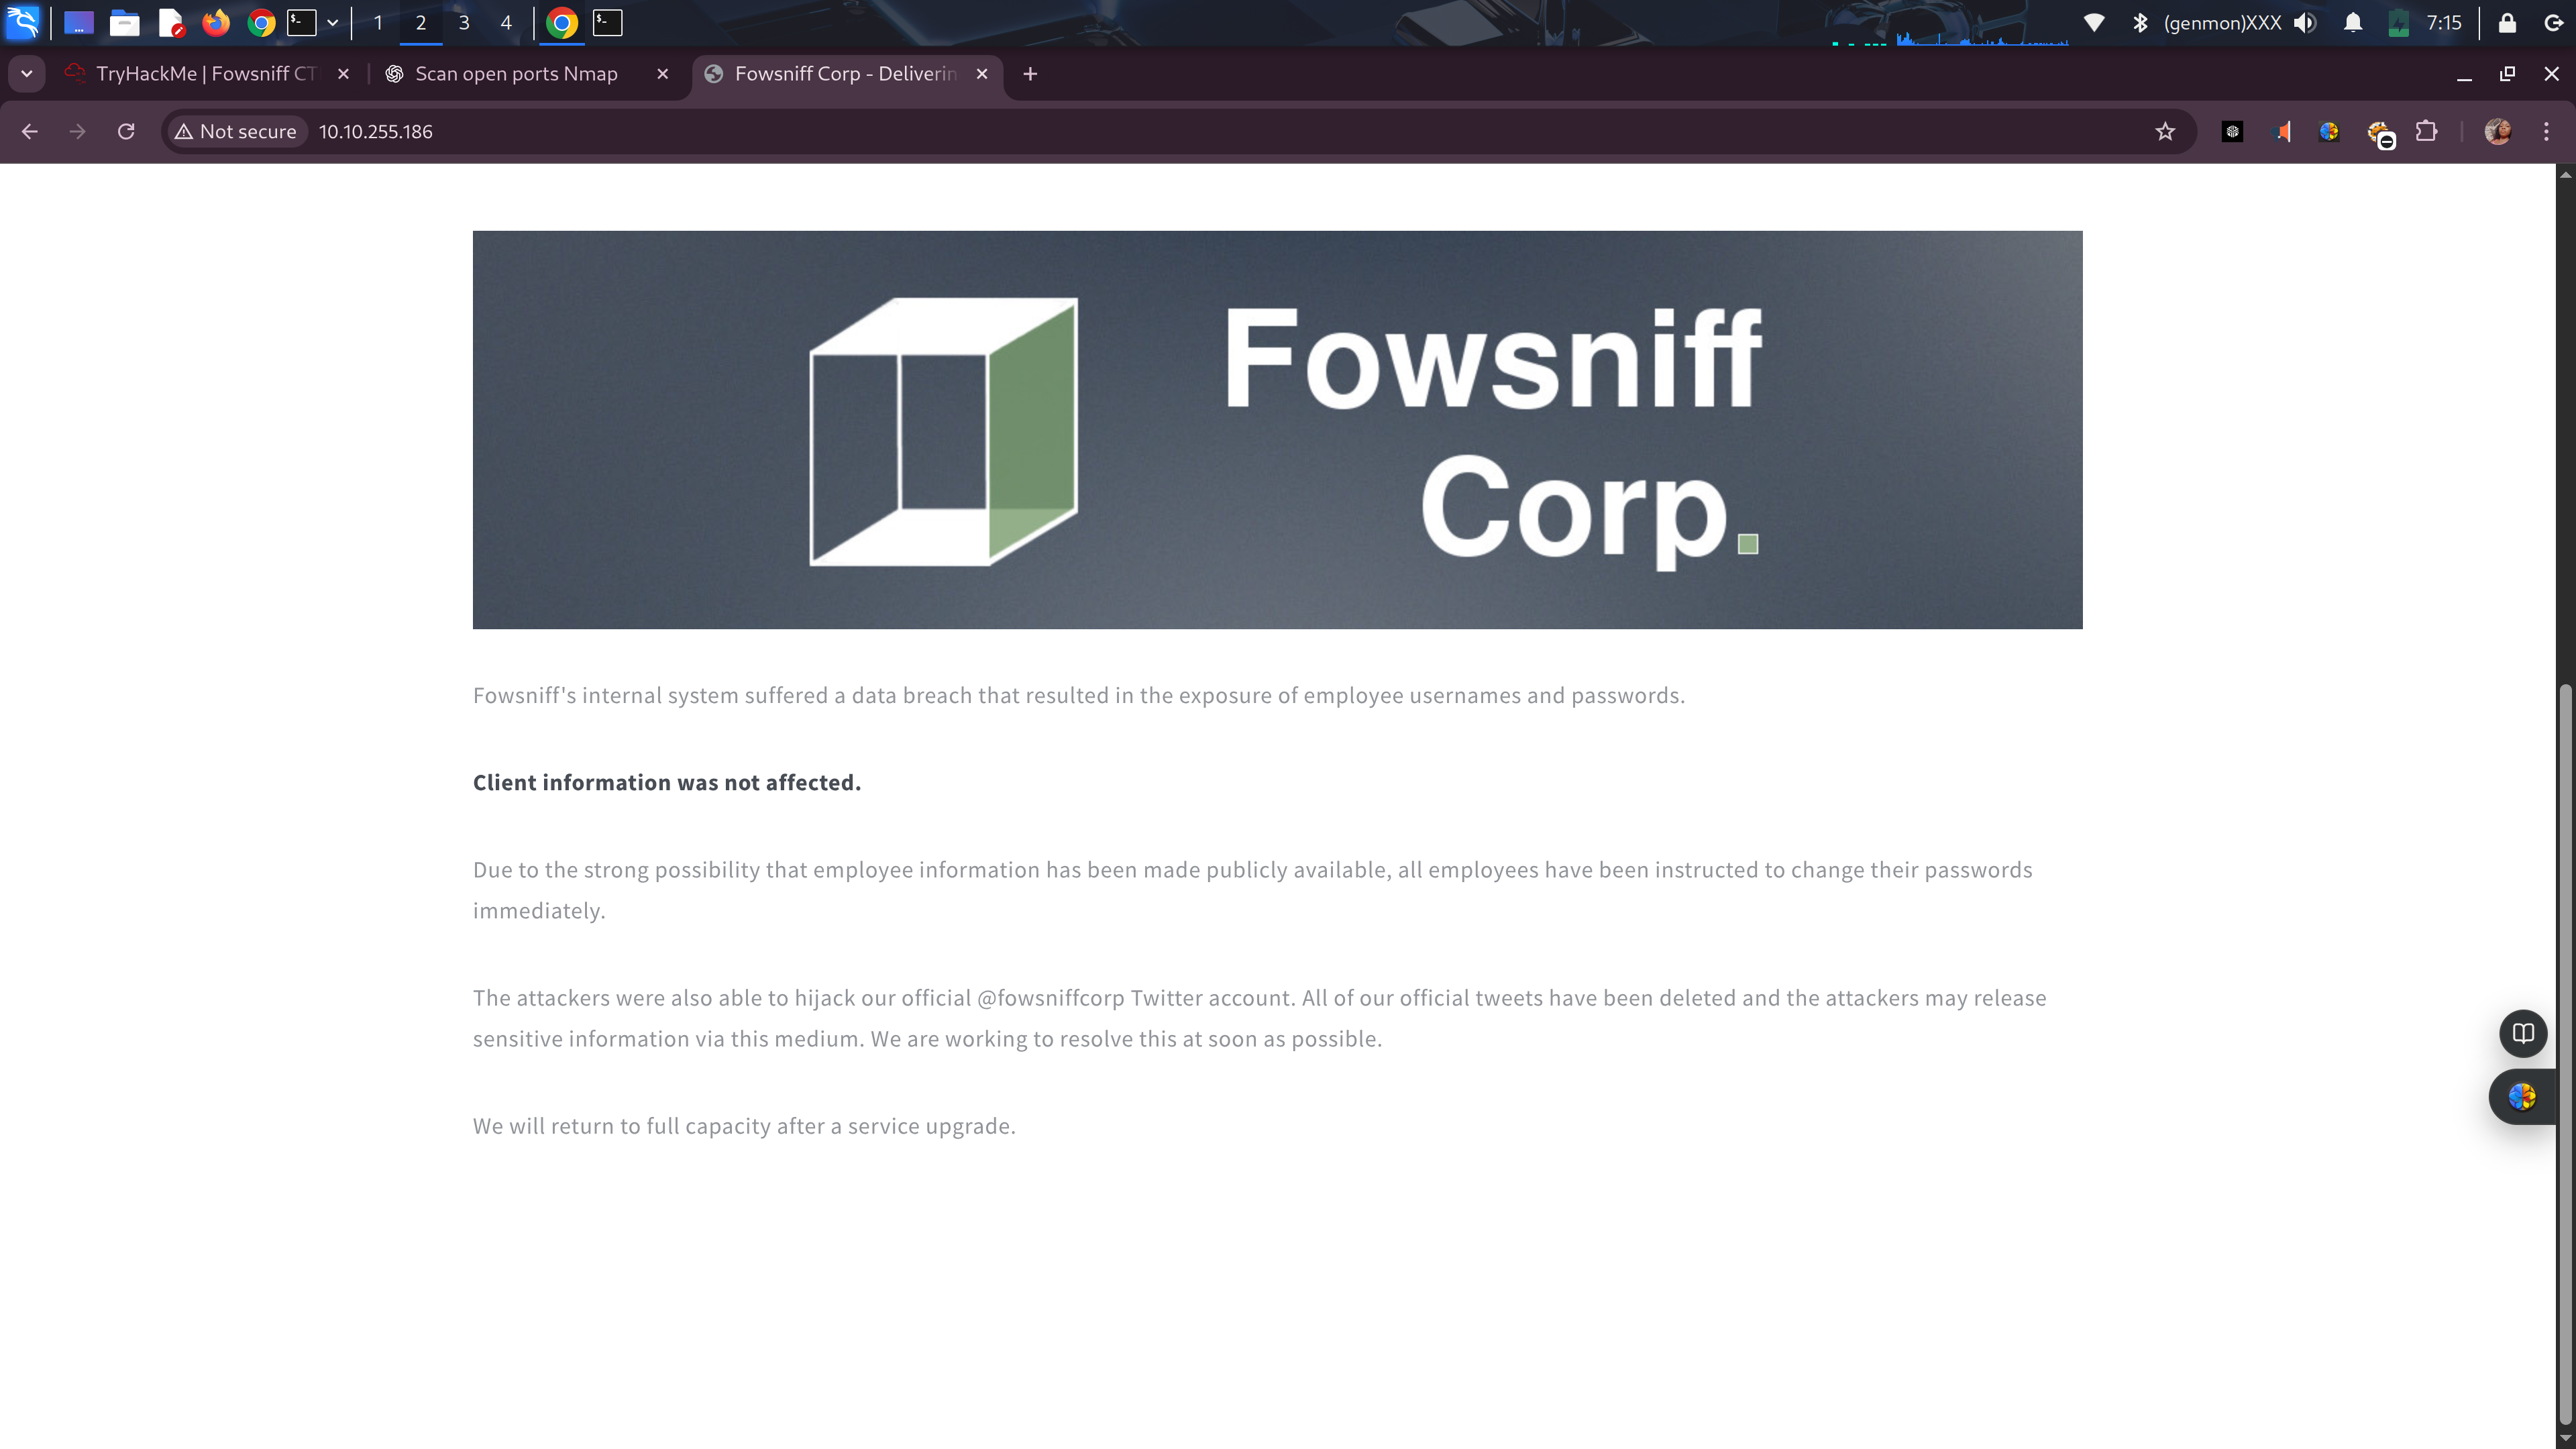 1 2 3 4 (genmon)XXX 7:15
TryHackMe | Fowsniff CT
Scan open ports Nmap
Fowsniff Corp - Deliverin
Not secure 10.10.255.186
Fowsniff
Corp.
Fowsniff's internal system suffered a data breach that resulted in the exposure of employee usernames and passwords.
Client information was not affected.
Due to the strong possibility that employee information has been made publicly available, all employees have been instructed to change their passwords
immediately.
The attackers were also able to hijack our official @fowsniffcorp Twitter account. All of our official tweets have been deleted and the attackers may release
sensitive information via this medium. We are working to resolve this at soon as possible.
We will return to full capacity after a service upgrade.